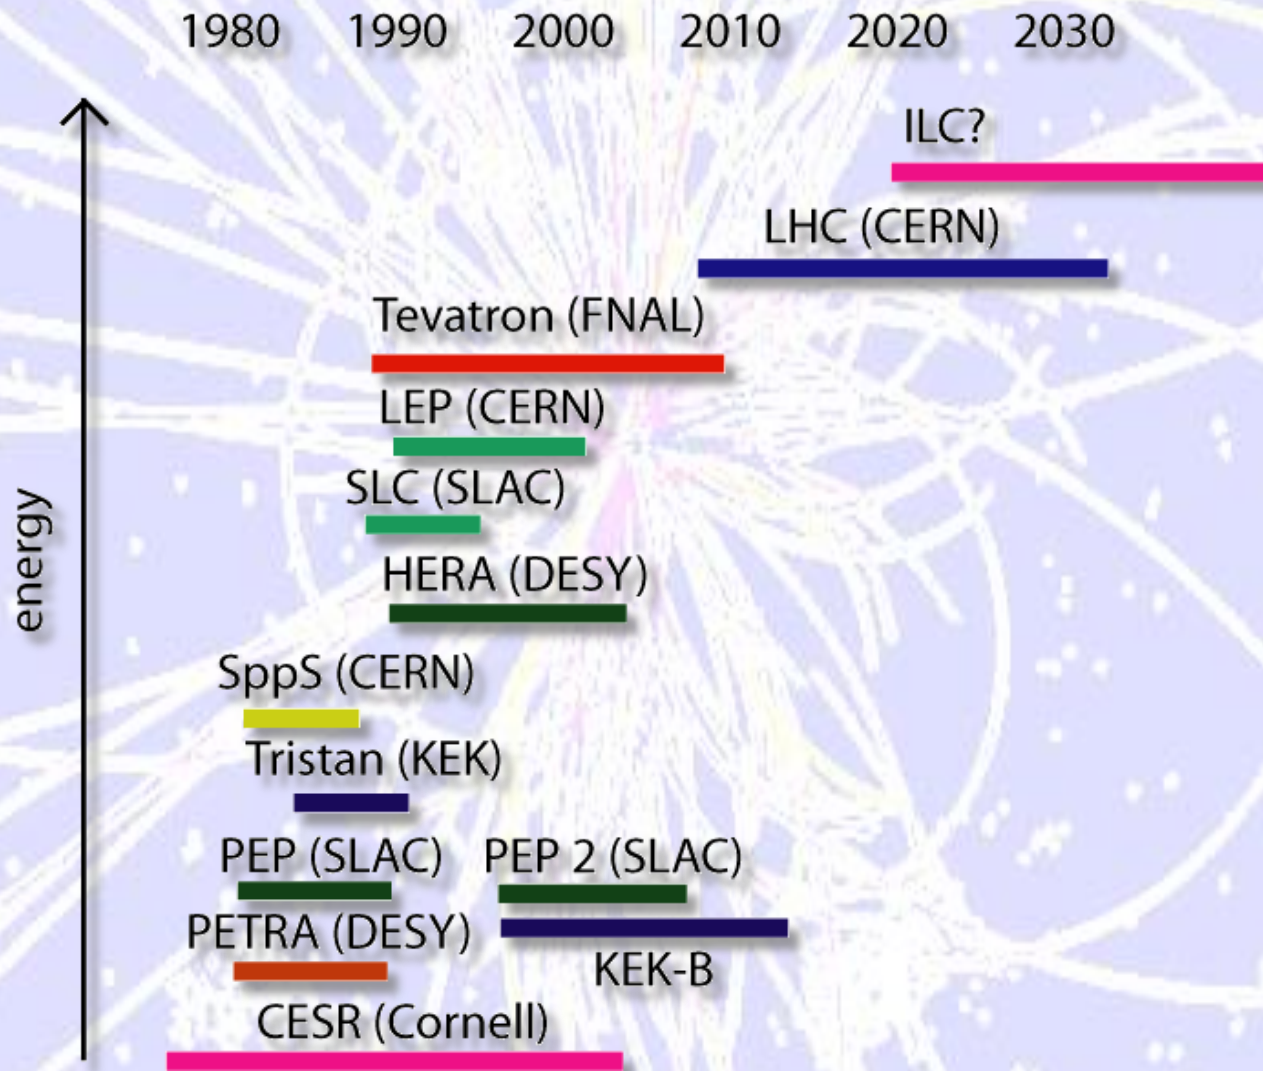 1980 1990 2000 2010 2020 2030
ILC?
LHC (CERN)
Tevatron (FNAL)
LEP (CERN)
SLC (SLAC)
energy
HERA (DESY)
SppS (CERN)
Tristan (KEK)
PEP (SLAC) PEP 2 (SLAC)
PETRA (DESY)
KEK-B
CESR (Cornell)